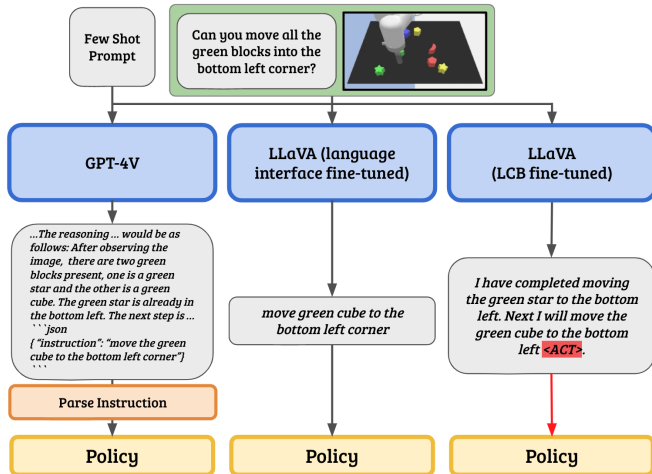 Few Shot
Prompt
Can you move all the
green blocks into the
bottom left corner?
GPT-4V
LLaVA (language
interface fine-tuned)
LLaVA
(LCB fine-tuned)
...The reasoning ... would be as
follows: After observing the
image, there are two green
blocks present, one is a green
star and the other is a green
cube. The green star is already in
the bottom left. The next step is ...
```json
{ "instruction": "move the green
cube to the bottom left corner"}
```
move green cube to the
bottom left corner
I have completed moving
the green star to the bottom
left. Next I will move the
green cube to the bottom
left <ACT>.
Parse Instruction
Policy
Policy
Policy